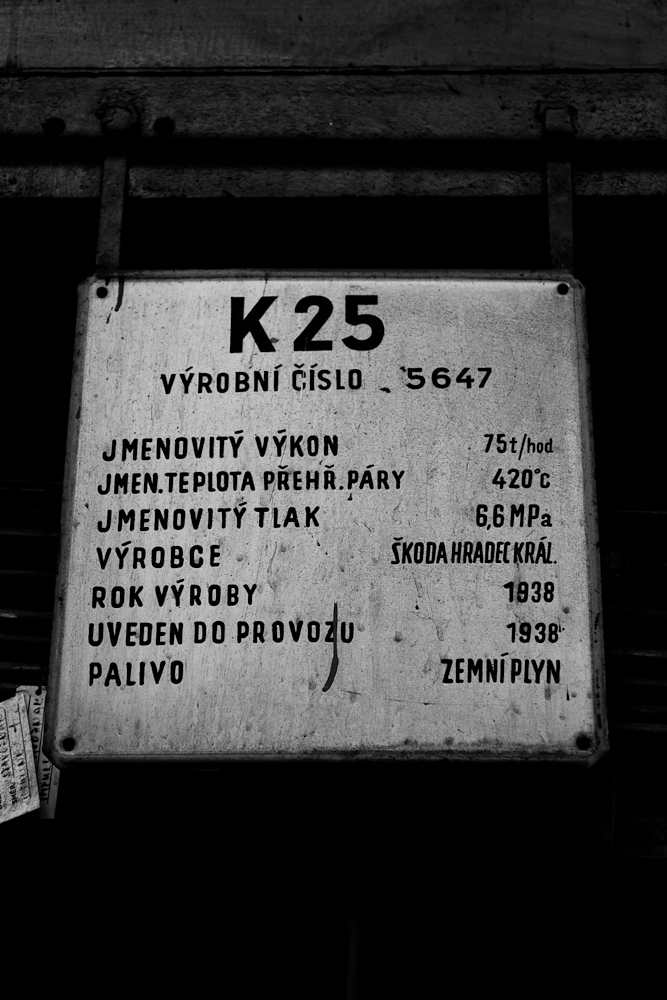 K 25
VÝROBNÍ ČÍSLO 5647
JMENOVITÝ VÝKON 75t/hod
JMEN.TEPLOTA PŘEHŘ.PÁRY 420°C
JMENOVITÝ TLAK 6,6 MPa
VÝROBCE ŠKODA HRADEC KRÁL.
ROK VÝROBY 1938
UVEDEN DO PROVOZU 1938
PALIVO ZEMNÍ PLYN